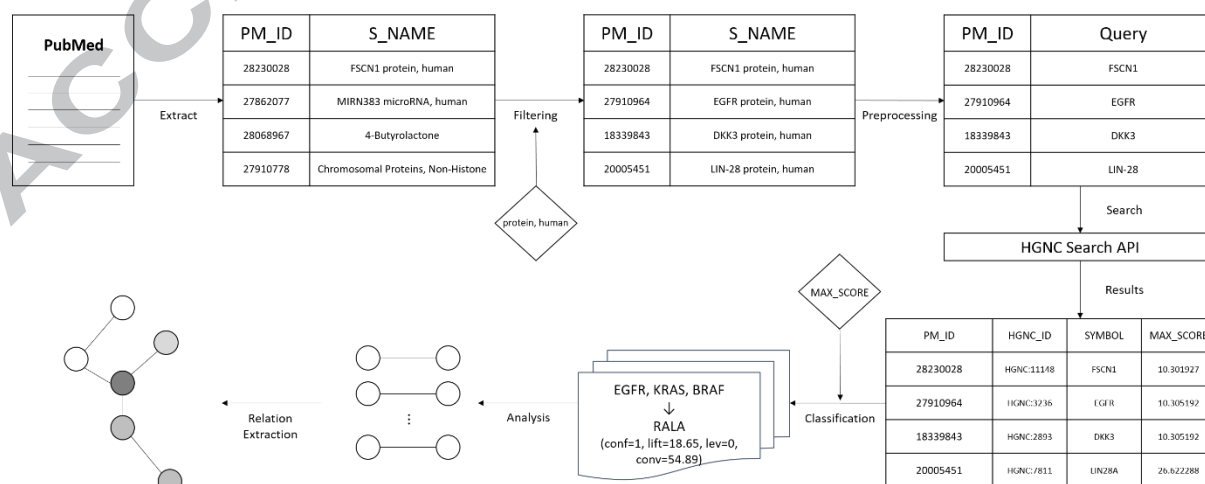 ACC
PubMed
PM_ID S_NAME
28230028 FSCN1 protein, human
27862077 MIRN383 microRNA, human
28068967 4-Butyrolactone
27910778 Chromosomal Proteins, Non-Histone
Extract
Filtering
protein, human
PM_ID S_NAME
28230028 FSCN1 protein, human
27910964 EGFR protein, human
18339843 DKK3 protein, human
20005451 LIN-28 protein, human
Preprocessing
PM_ID Query
28230028 FSCN1
27910964 EGFR
18339843 DKK3
20005451 LIN-28
Search
HGNC Search API
Results
MAX_SCORE
PM_ID HGNC_ID SYMBOL MAX_SCORE
28230028 HGNC:11148 FSCN1 10.301927
27910964 HGNC:3236 EGFR 10.305192
18339843 HGNC:2893 DKK3 10.305192
20005451 HGNC:7811 LIN28A 26.622288
Classification
EGFR, KRAS, BRAF
↓
RALA
(conf=1, lift=18.65, lev=0,
conv=54.89)
Analysis
⋮
Relation
Extraction